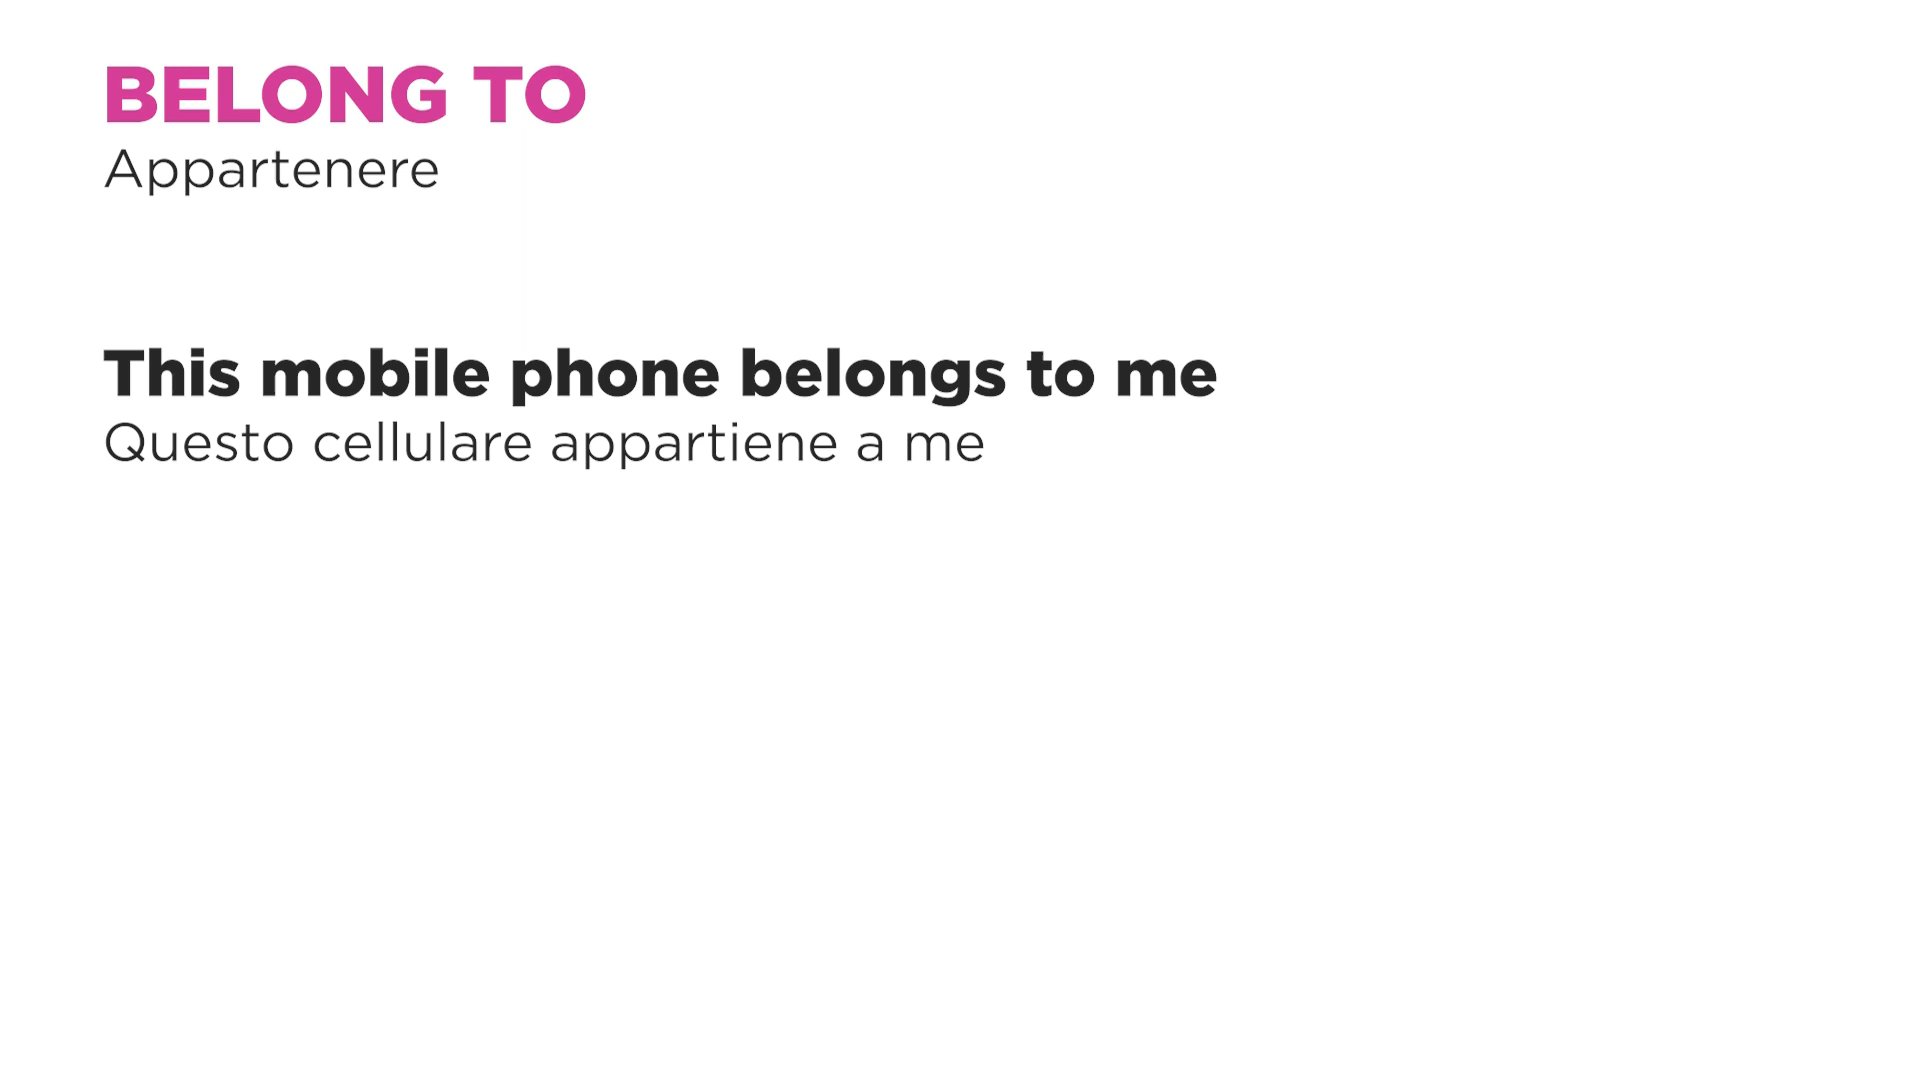 BELONG TO
Appartenere
This mobile phone belongs to me
Questo cellulare appartiene a me